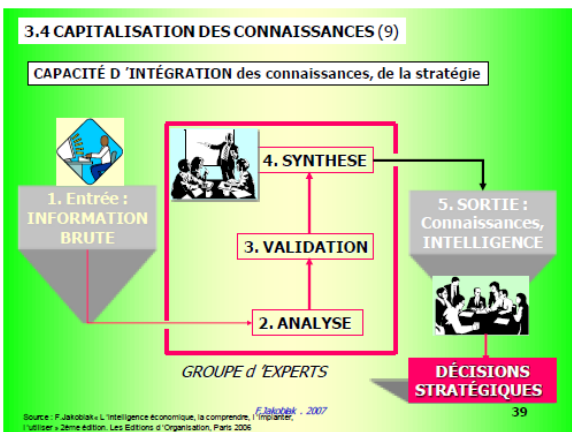 3.4 CAPITALISATION DES CONNAISSANCES (9)
CAPACITÉ D 'INTÉGRATION des connaissances, de la stratégie
1. Entrée :
INFORMATION
BRUTE
4. SYNTHESE
3. VALIDATION
2. ANALYSE
5. SORTIE :
Connaissances,
INTELLIGENCE
GROUPE d 'EXPERTS
DÉCISIONS
STRATÉGIQUES
F.Jakobiak . 2007
39
Source : F.Jakobiak« L 'intelligence économique, la comprendre, l 'implanter,
l 'utiliser » 2ème édition. Les Editions d 'Organisation, Paris 2006